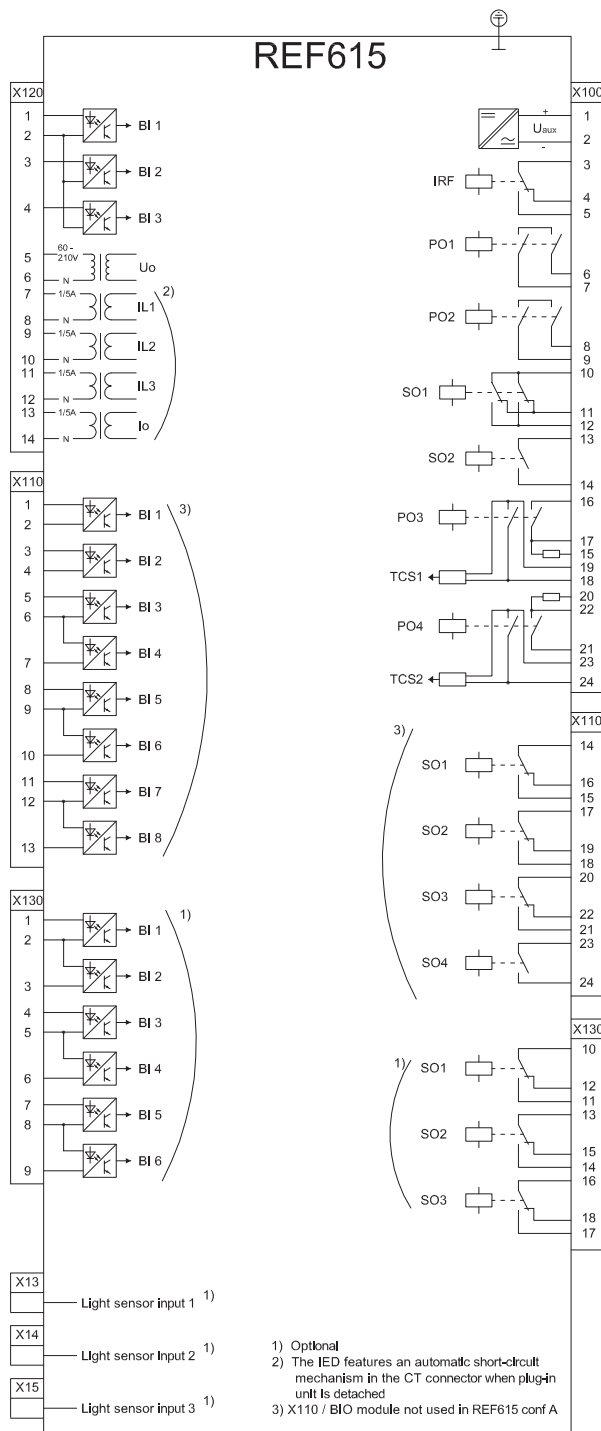 REF615
X120
1
2
BI 1
3
BI 2
4
BI 3
5
60 -
210V
6
N
Uo
7
1/5A
2)
8
N
IL1
9
1/5A
10
N
IL2
11
1/5A
12
N
IL3
13
1/5A
14
N
Io
X110
1
2
BI 1
3)
3
4
BI 2
5
6
BI 3
7
BI 4
8
9
BI 5
10
BI 6
11
12
BI 7
13
BI 8
X130
1
2
BI 1
1)
3
BI 2
4
5
BI 3
6
BI 4
7
8
BI 5
9
BI 6
X13
Light sensor input 1 1)
X14
Light sensor input 2 1)
X15
Light sensor input 3 1)
X100
+
1
Uaux
2
-
3
IRF
4
5
PO1
6
7
PO2
8
9
10
SO1
11
12
13
SO2
14
16
PO3
17
15
19
TCS1
18
20
22
PO4
21
23
TCS2
24
X110
3)
14
SO1
16
15
17
SO2
19
18
20
SO3
22
21
23
SO4
24
X130
10
1)
SO1
12
11
13
SO2
15
14
16
SO3
18
17
1) Optional
2) The IED features an automatic short-circuit
mechanism in the CT connector when plug-in
unit is detached
3) X110 / BIO module not used in REF615 conf A